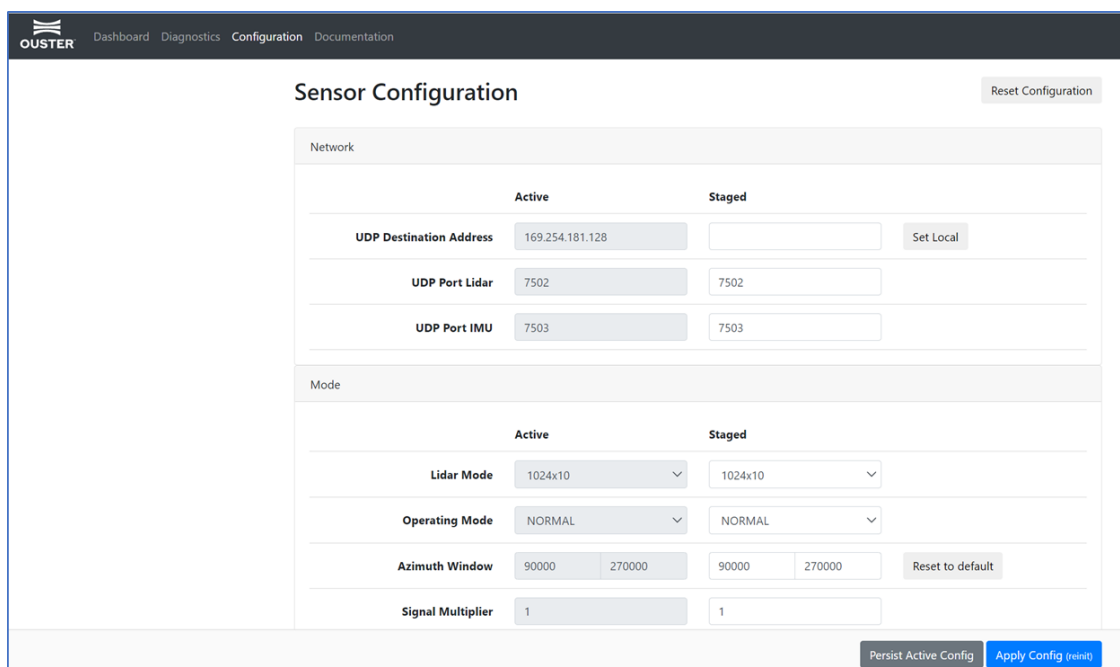 OUSTER Dashboard Diagnostics Configuration Documentation
Sensor Configuration Reset Configuration
Network
Active Staged
UDP Destination Address 169.254.181.128 Set Local
UDP Port Lidar 7502 7502
UDP Port IMU 7503 7503
Mode
Active Staged
Lidar Mode 1024x10 1024x10
Operating Mode NORMAL NORMAL
Azimuth Window 90000 270000 90000 270000 Reset to default
Signal Multiplier 1 1
Persist Active Config Apply Config (reinit)